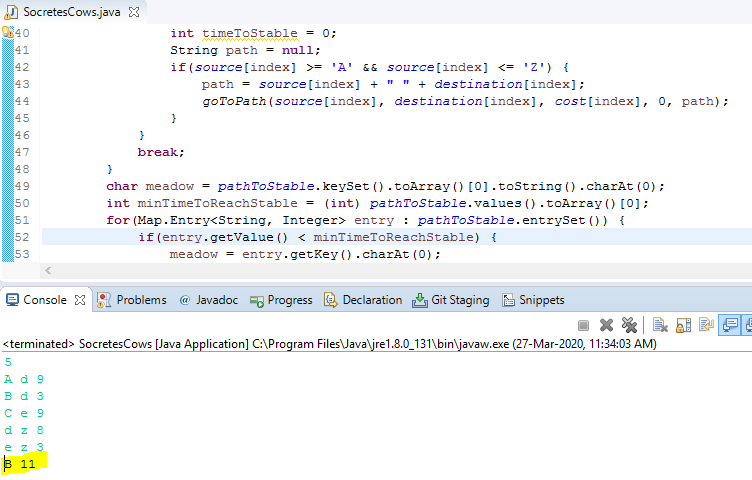 SocretesCows.java
40 int timeToStable = 0;
41 String path = null;
42 if(source[index] >= 'A' && source[index] <= 'Z') {
43 path = source[index] + " " + destination[index];
44 goToPath(source[index], destination[index], cost[index], 0, path);
45 }
46 }
47 break;
48 }
49 char meadow = pathToStable.keySet().toArray()[0].toString().charAt(0);
50 int minTimeToReachStable = (int) pathToStable.values().toArray()[0];
51 for(Map.Entry<String, Integer> entry : pathToStable.entrySet()) {
52 if(entry.getValue() < minTimeToReachStable) {
53 meadow = entry.getKey().charAt(0);
Console Problems @ Javadoc Progress Declaration Git Staging Snippets
<terminated> SocretesCows [Java Application] C:\Program Files\Java\jre1.8.0_131\bin\javaw.exe (27-Mar-2020, 11:34:03 AM)
5
A d 9
B d 3
C e 9
d z 8
e z 3
B 11